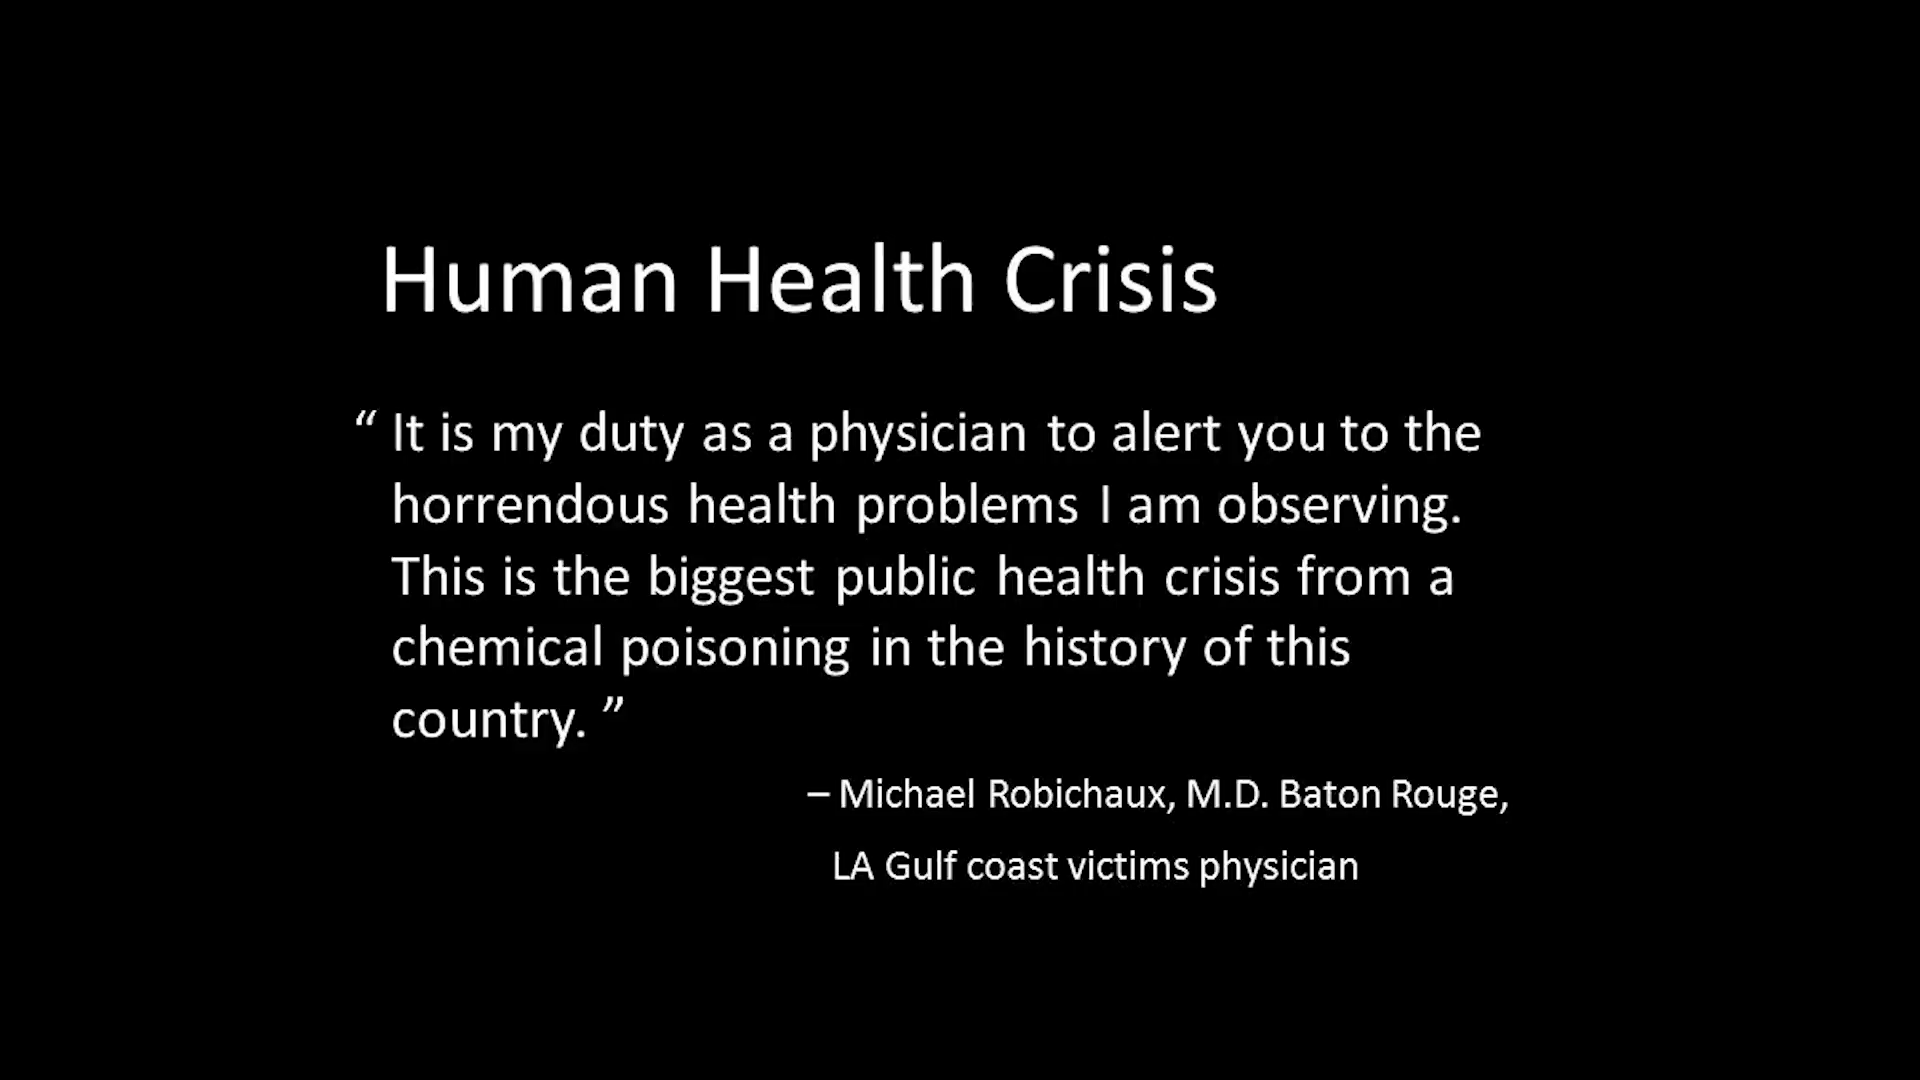 Human Health Crisis
“ It is my duty as a physician to alert you to the
horrendous health problems I am observing.
This is the biggest public health crisis from a
chemical poisoning in the history of this
country. ”
– Michael Robichaux, M.D. Baton Rouge,
LA Gulf coast victims physician